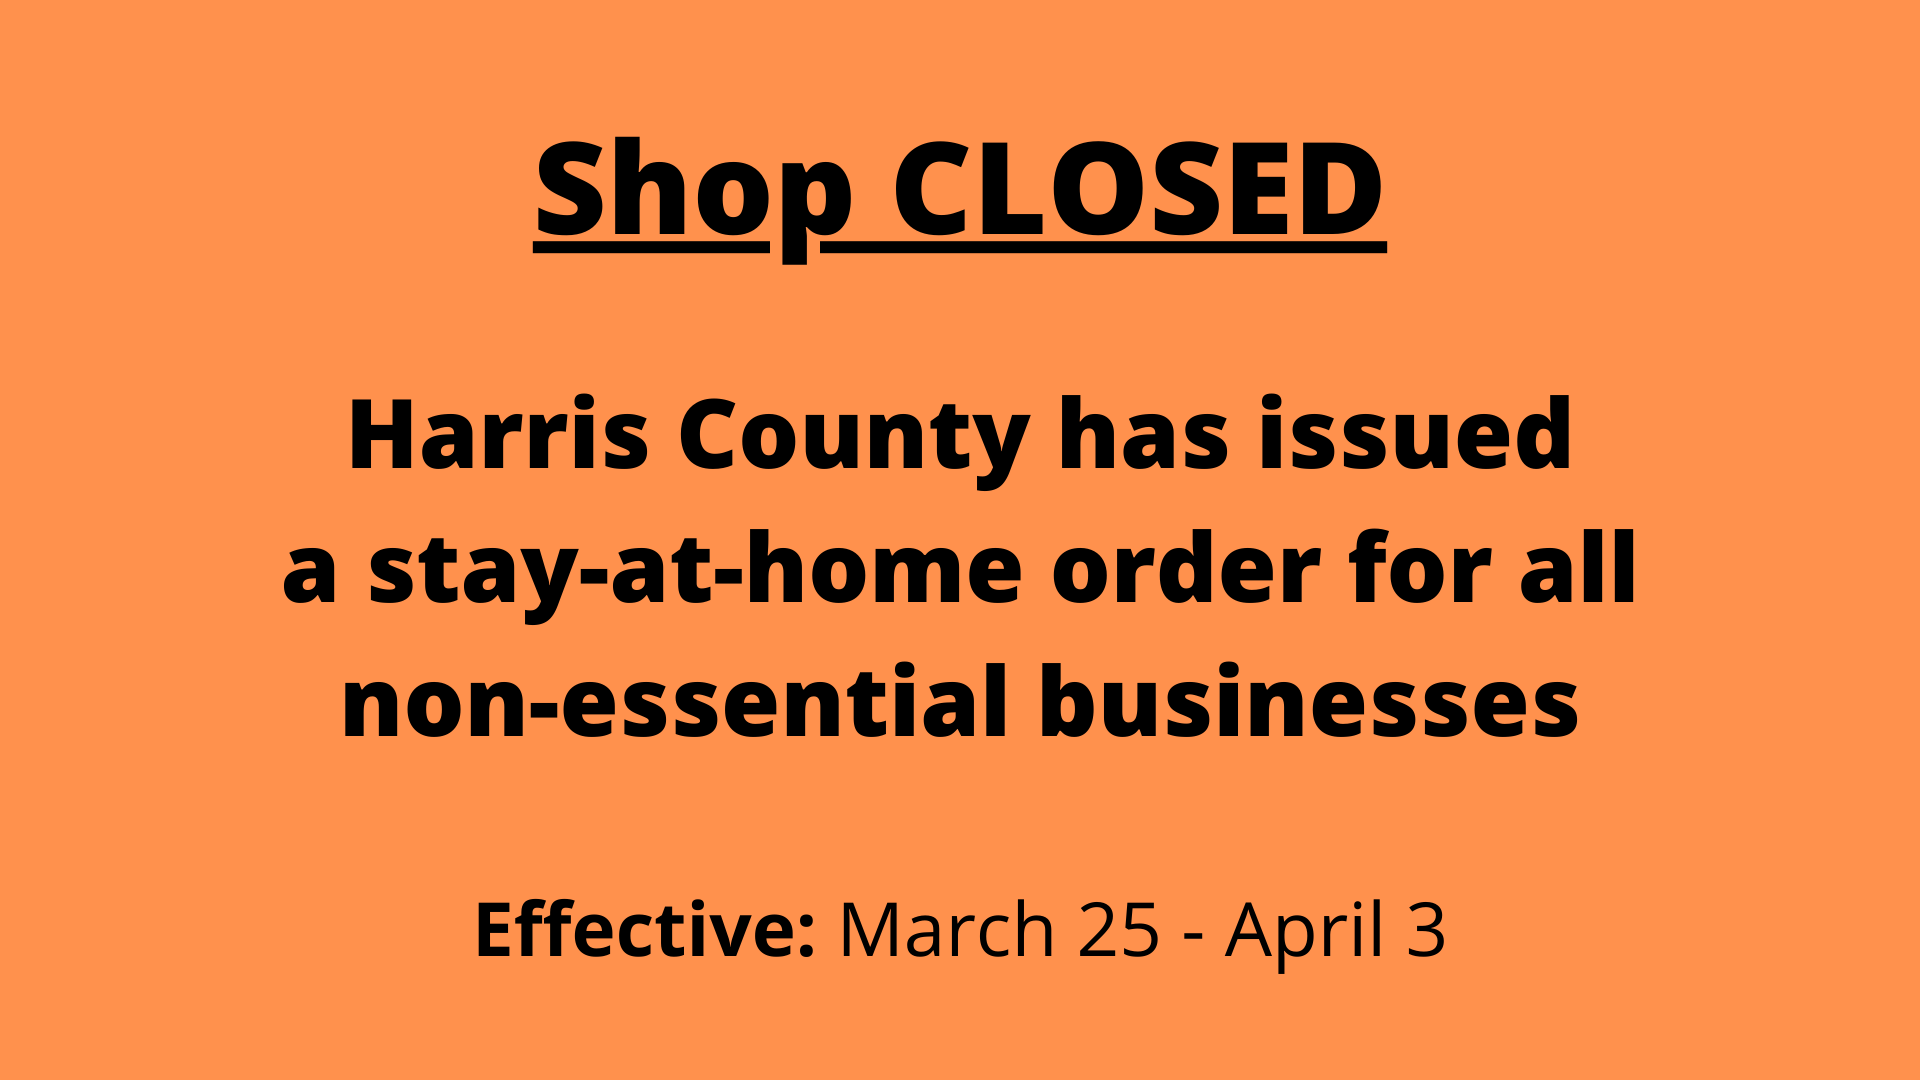 Shop CLOSED
Harris County has issued
a stay-at-home order for all
non-essential businesses
Effective: March 25 - April 3